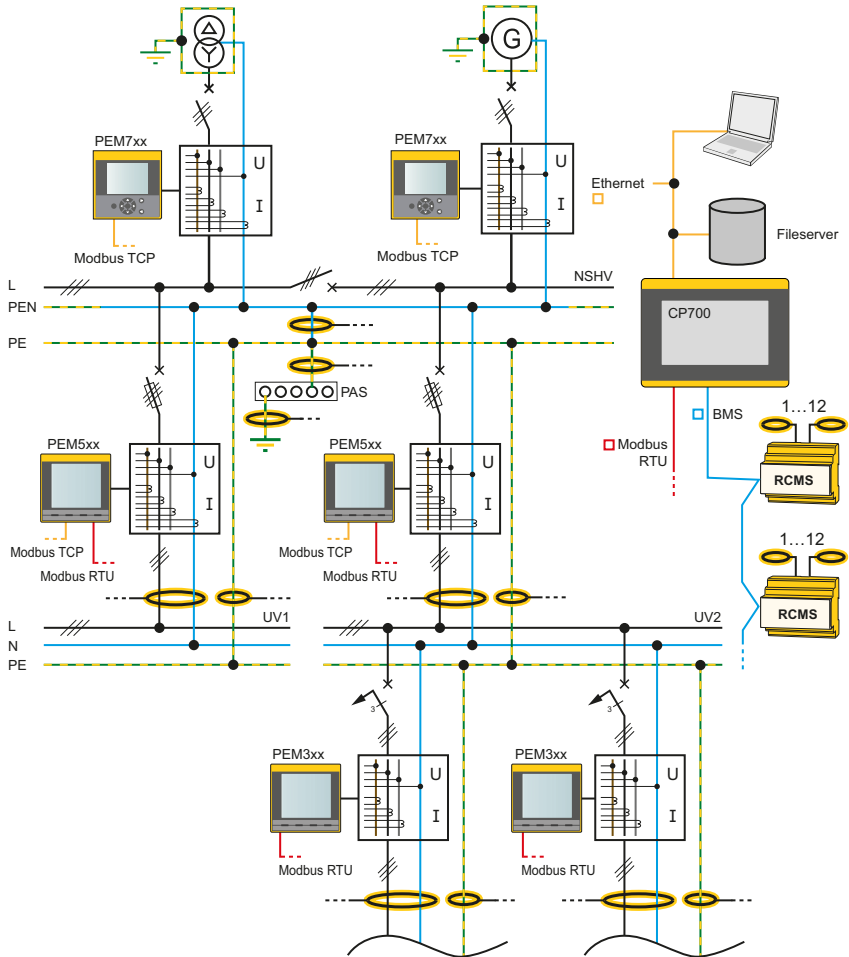 G
PEM7xx
U
I
Modbus TCP
PEM7xx
U
I
Modbus TCP
Ethernet
Fileserver
L
NSHV
PEN
PE
CP700
PAS
1...12
BMS
Modbus
RTU
RCMS
PEM5xx
U
I
Modbus TCP
Modbus RTU
PEM5xx
U
I
Modbus TCP
Modbus RTU
1...12
RCMS
L
UV1
UV2
N
PE
3
3
PEM3xx
U
I
Modbus RTU
PEM3xx
U
I
Modbus RTU